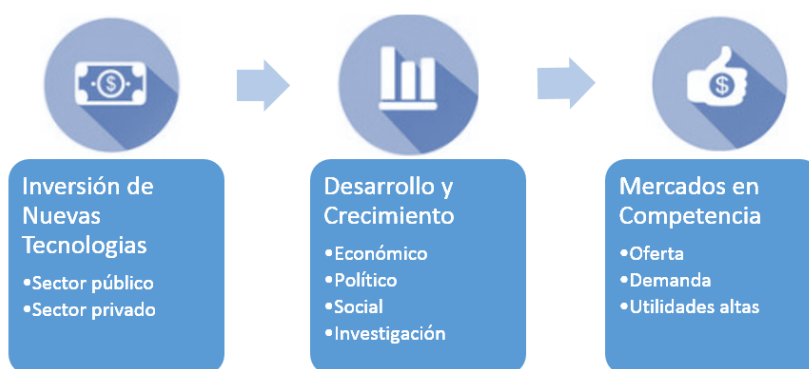 Inversión de
Nuevas
Tecnologias
•Sector público
•Sector privado
Desarrollo y
Crecimiento
•Económico
•Político
•Social
•Investigación
Mercados en
Competencia
•Oferta
•Demanda
•Utilidades altas